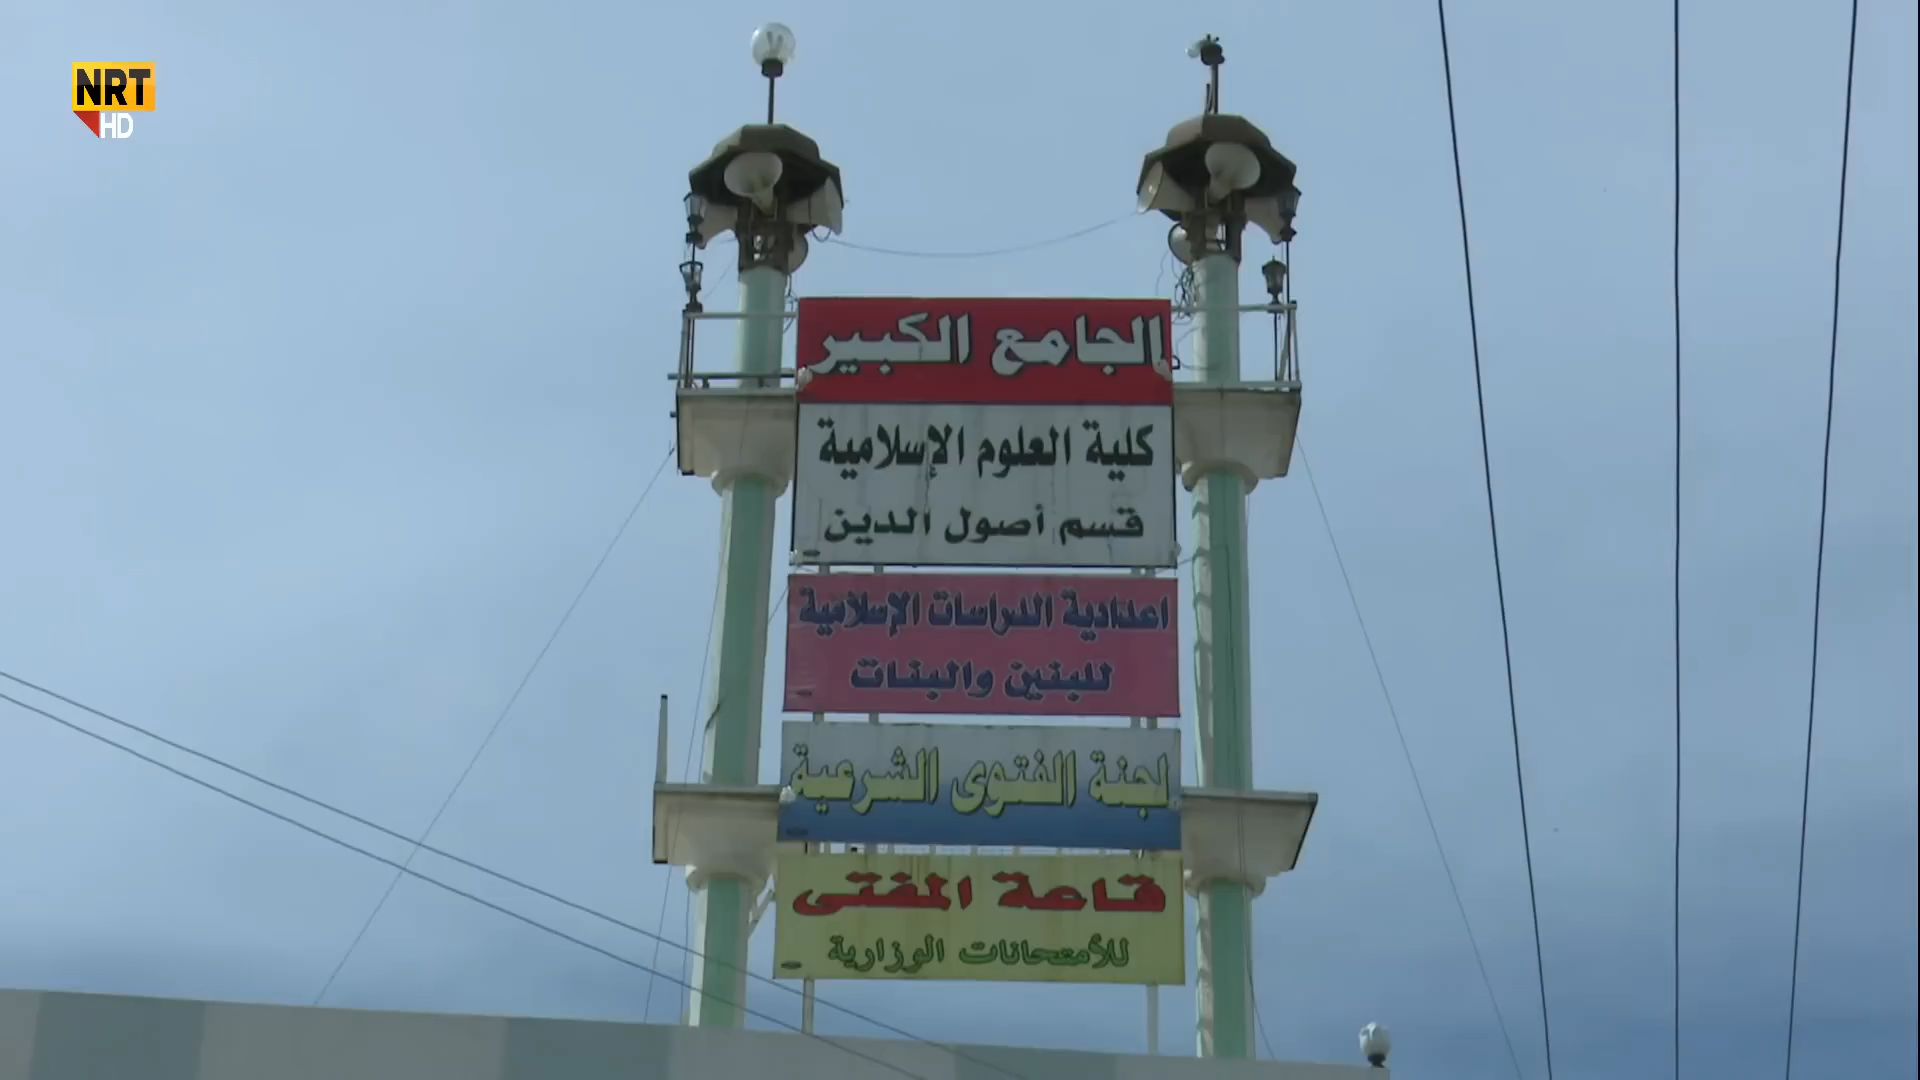 NRT
HD
الجامع الكبير
كلية العلوم الإسلامية
قسم أصول الدين
اعدادية الدراسات الإسلامية
للبنين والبنات
لجنة الفتوى الشرعية
قاعة المفتى
للأمتحانات الوزارية